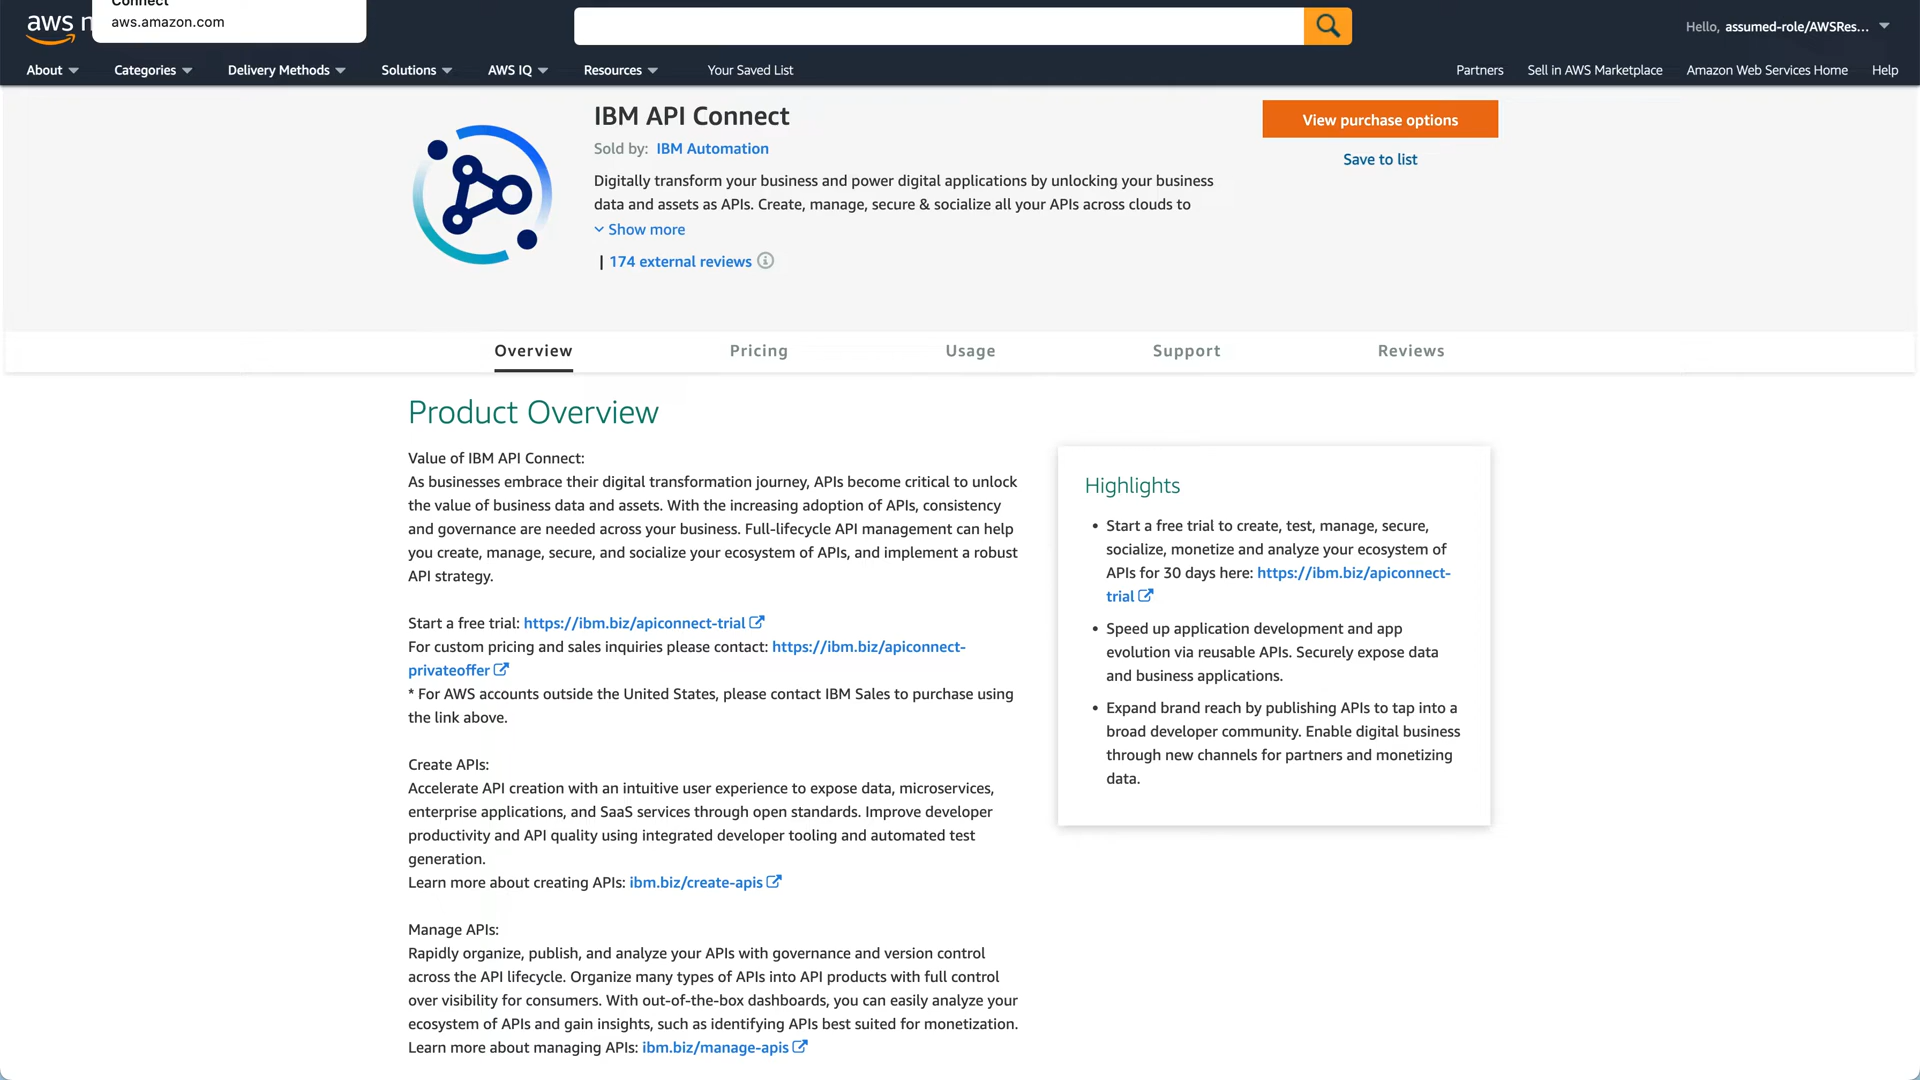 Connect
aws.amazon.com
aws
Hello, assumed-role/AWSRes...
About
Categories
Delivery Methods
Solutions
AWS IQ
Resources
Your Saved List
Partners
Sell in AWS Marketplace
Amazon Web Services Home
Help
IBM API Connect
View purchase options
Sold by: IBM Automation
Save to list
Digitally transform your business and power digital applications by unlocking your business
data and assets as APIs. Create, manage, secure & socialize all your APIs across clouds to
Show more
| 174 external reviews
Overview
Pricing
Usage
Support
Reviews
Product Overview
Value of IBM API Connect:
As businesses embrace their digital transformation journey, APIs become critical to unlock
the value of business data and assets. With the increasing adoption of APIs, consistency
and governance are needed across your business. Full-lifecycle API management can help
you create, manage, secure, and socialize your ecosystem of APIs, and implement a robust
API strategy.
Start a free trial: https://ibm.biz/apiconnect-trial
For custom pricing and sales inquiries please contact: https://ibm.biz/apiconnect-
privateoffer
* For AWS accounts outside the United States, please contact IBM Sales to purchase using
the link above.
Create APIs:
Accelerate API creation with an intuitive user experience to expose data, microservices,
enterprise applications, and SaaS services through open standards. Improve developer
productivity and API quality using integrated developer tooling and automated test
generation.
Learn more about creating APIs: ibm.biz/create-apis
Manage APIs:
Rapidly organize, publish, and analyze your APIs with governance and version control
across the API lifecycle. Organize many types of APIs into API products with full control
over visibility for consumers. With out-of-the-box dashboards, you can easily analyze your
ecosystem of APIs and gain insights, such as identifying APIs best suited for monetization.
Learn more about managing APIs: ibm.biz/manage-apis
Highlights
• Start a free trial to create, test, manage, secure,
socialize, monetize and analyze your ecosystem of
APIs for 30 days here: https://ibm.biz/apiconnect-
trial
• Speed up application development and app
evolution via reusable APIs. Securely expose data
and business applications.
• Expand brand reach by publishing APIs to tap into a
broad developer community. Enable digital business
through new channels for partners and monetizing
data.